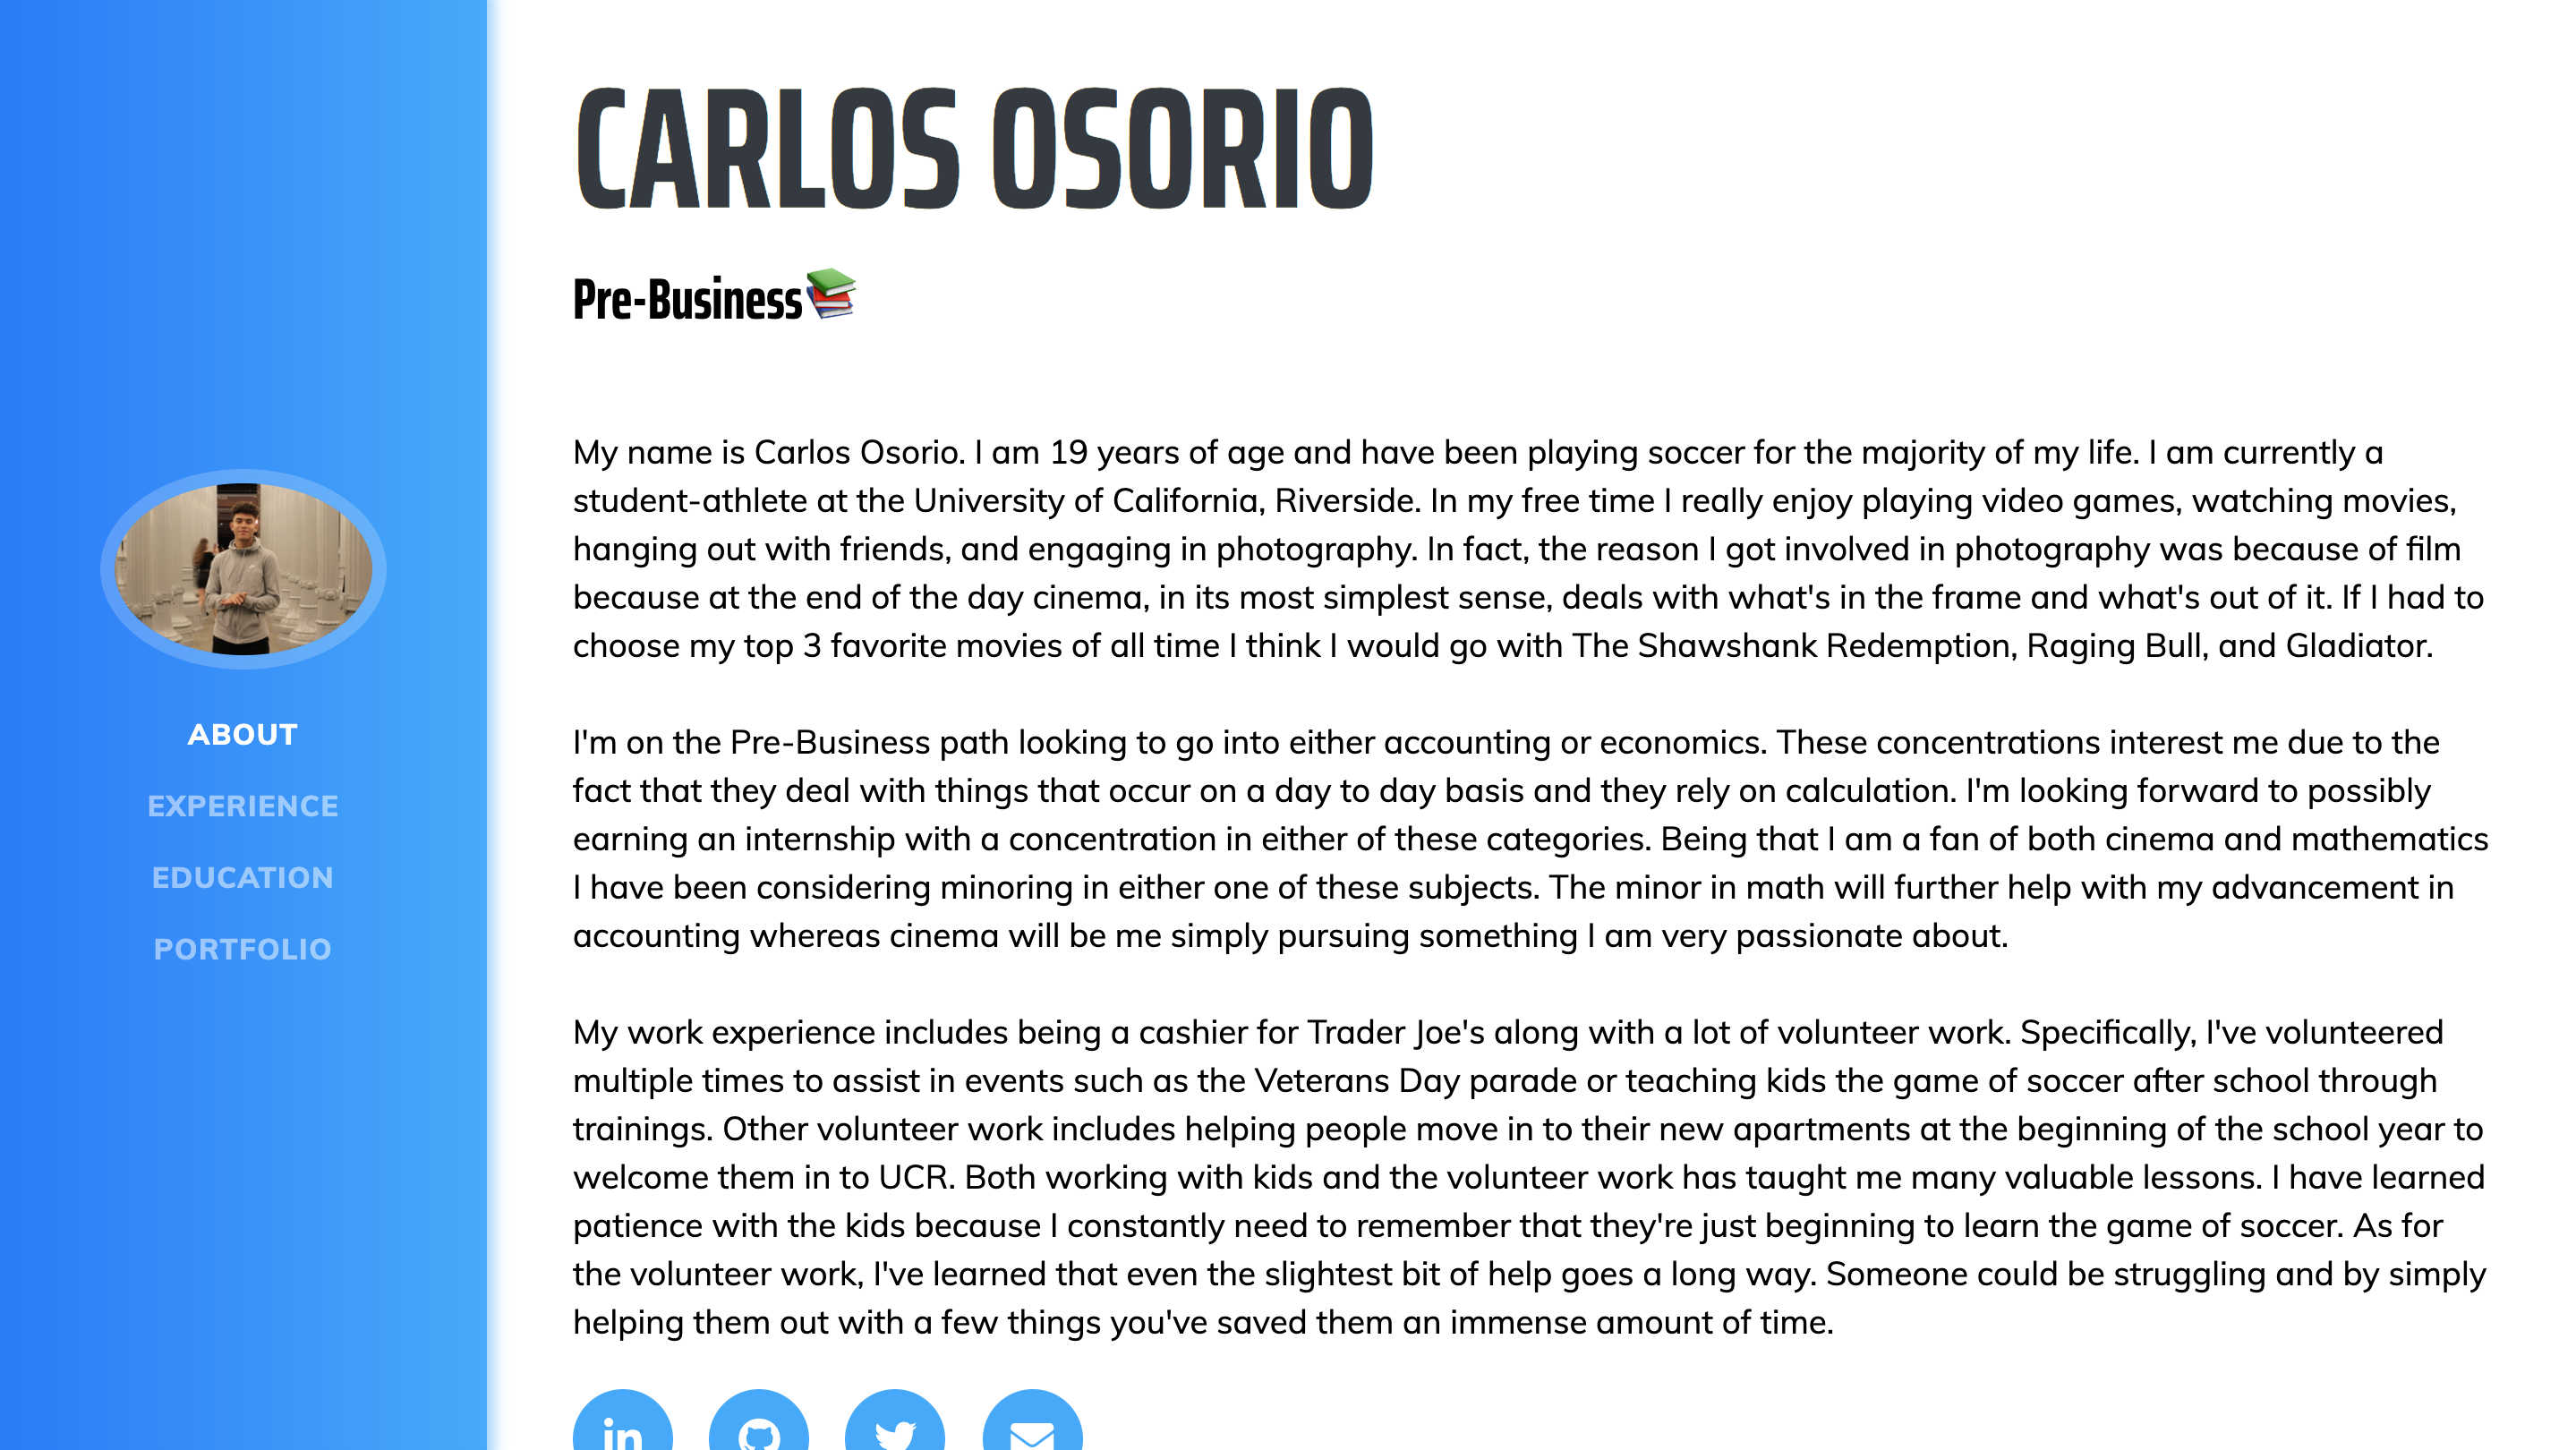 CARLOS OSORIO
Pre-Business📚
ABOUT
EXPERIENCE
EDUCATION
PORTFOLIO
My name is Carlos Osorio. I am 19 years of age and have been playing soccer for the majority of my life. I am currently a
student-athlete at the University of California, Riverside. In my free time I really enjoy playing video games, watching movies,
hanging out with friends, and engaging in photography. In fact, the reason I got involved in photography was because of film
because at the end of the day cinema, in its most simplest sense, deals with what's in the frame and what's out of it. If I had to
choose my top 3 favorite movies of all time I think I would go with The Shawshank Redemption, Raging Bull, and Gladiator.
I'm on the Pre-Business path looking to go into either accounting or economics. These concentrations interest me due to the
fact that they deal with things that occur on a day to day basis and they rely on calculation. I'm looking forward to possibly
earning an internship with a concentration in either of these categories. Being that I am a fan of both cinema and mathematics
I have been considering minoring in either one of these subjects. The minor in math will further help with my advancement in
accounting whereas cinema will be me simply pursuing something I am very passionate about.
My work experience includes being a cashier for Trader Joe's along with a lot of volunteer work. Specifically, I've volunteered
multiple times to assist in events such as the Veterans Day parade or teaching kids the game of soccer after school through
trainings. Other volunteer work includes helping people move in to their new apartments at the beginning of the school year to
welcome them in to UCR. Both working with kids and the volunteer work has taught me many valuable lessons. I have learned
patience with the kids because I constantly need to remember that they're just beginning to learn the game of soccer. As for
the volunteer work, I've learned that even the slightest bit of help goes a long way. Someone could be struggling and by simply
helping them out with a few things you've saved them an immense amount of time.
in